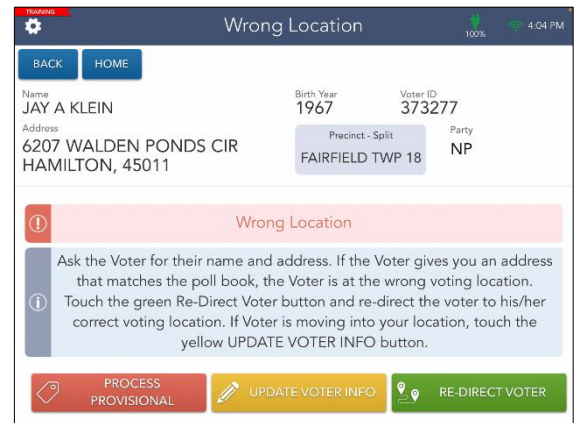 TRAINING
Wrong Location
100%
4:04 PM
BACK
HOME
Name
JAY A KLEIN
Birth Year
1967
Voter ID
373277
Address
6207 WALDEN PONDS CIR
HAMILTON, 45011
Precinct - Split
FAIRFIELD TWP 18
Party
NP
Wrong Location
Ask the Voter for their name and address. If the Voter gives you an address
that matches the poll book, the Voter is at the wrong voting location.
Touch the green Re-Direct Voter button and re-direct the voter to his/her
correct voting location. If Voter is moving into your location, touch the
yellow UPDATE VOTER INFO button.
PROCESS
PROVISIONAL
UPDATE VOTER INFO
RE-DIRECT VOTER